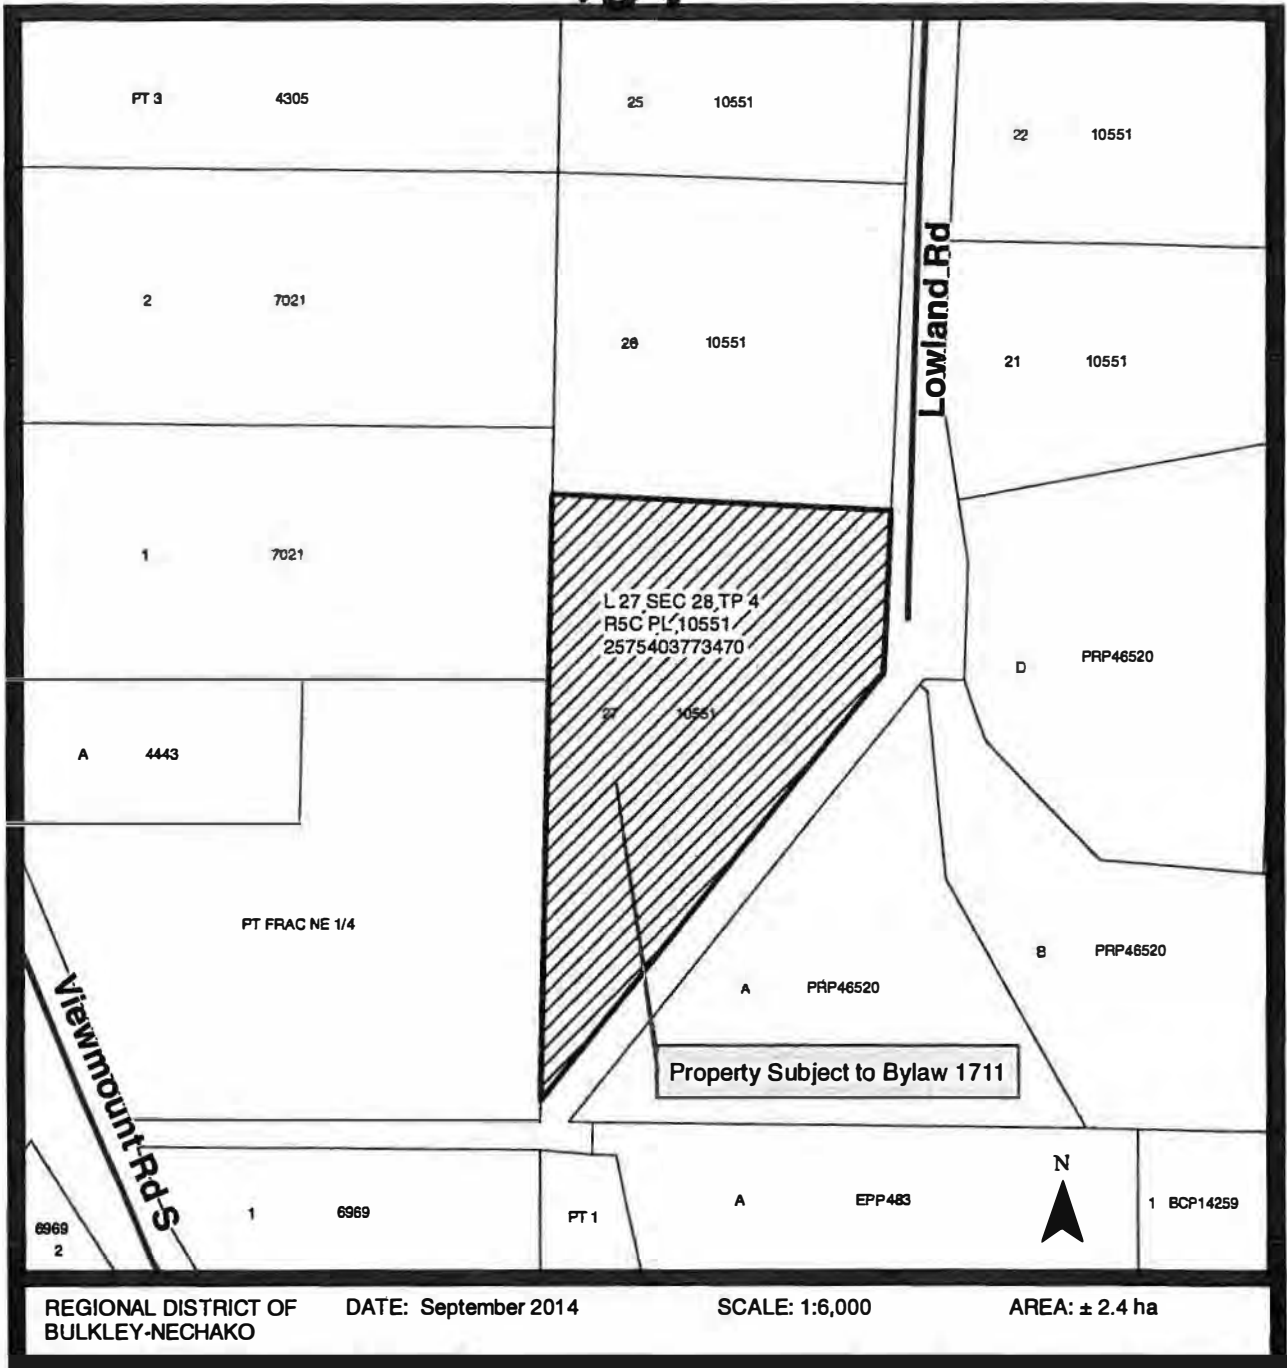 PT 3 4305
25 10551
22 10551
Lowland Rd
2 7021
26 10551
21 10551
1 7021
L 27 SEC 28 TP 4
R5C PL 10551
2575403773470
D PRP46520
27 10551
A 4443
PT FRAC NE 1/4
B PRP46520
A PRP46520
Viewmount Rd S
Property Subject to Bylaw 1711
N
1 6969
PT 1
A EPP483
1 BCP14259
6969
2
REGIONAL DISTRICT OF
BULKLEY-NECHAKO
DATE: September 2014
SCALE: 1:6,000
AREA: ± 2.4 ha